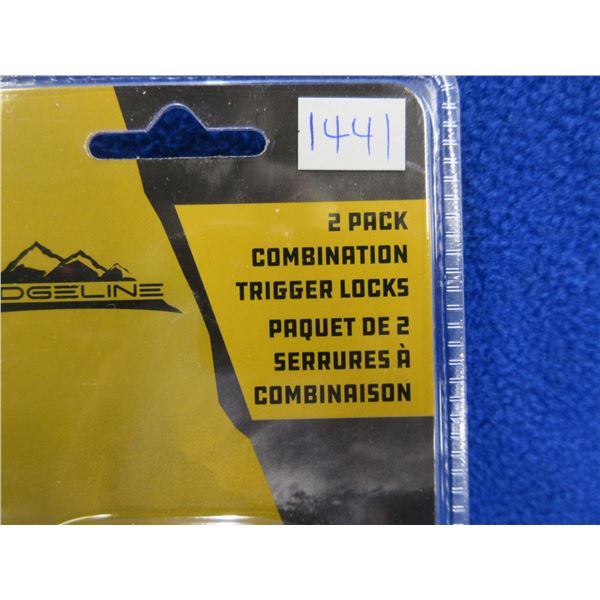 1441
2 PACK
COMBINATION
TRIGGER LOCKS
DGELINE
PAQUET DE 2
SERRURES À
COMBINAISON